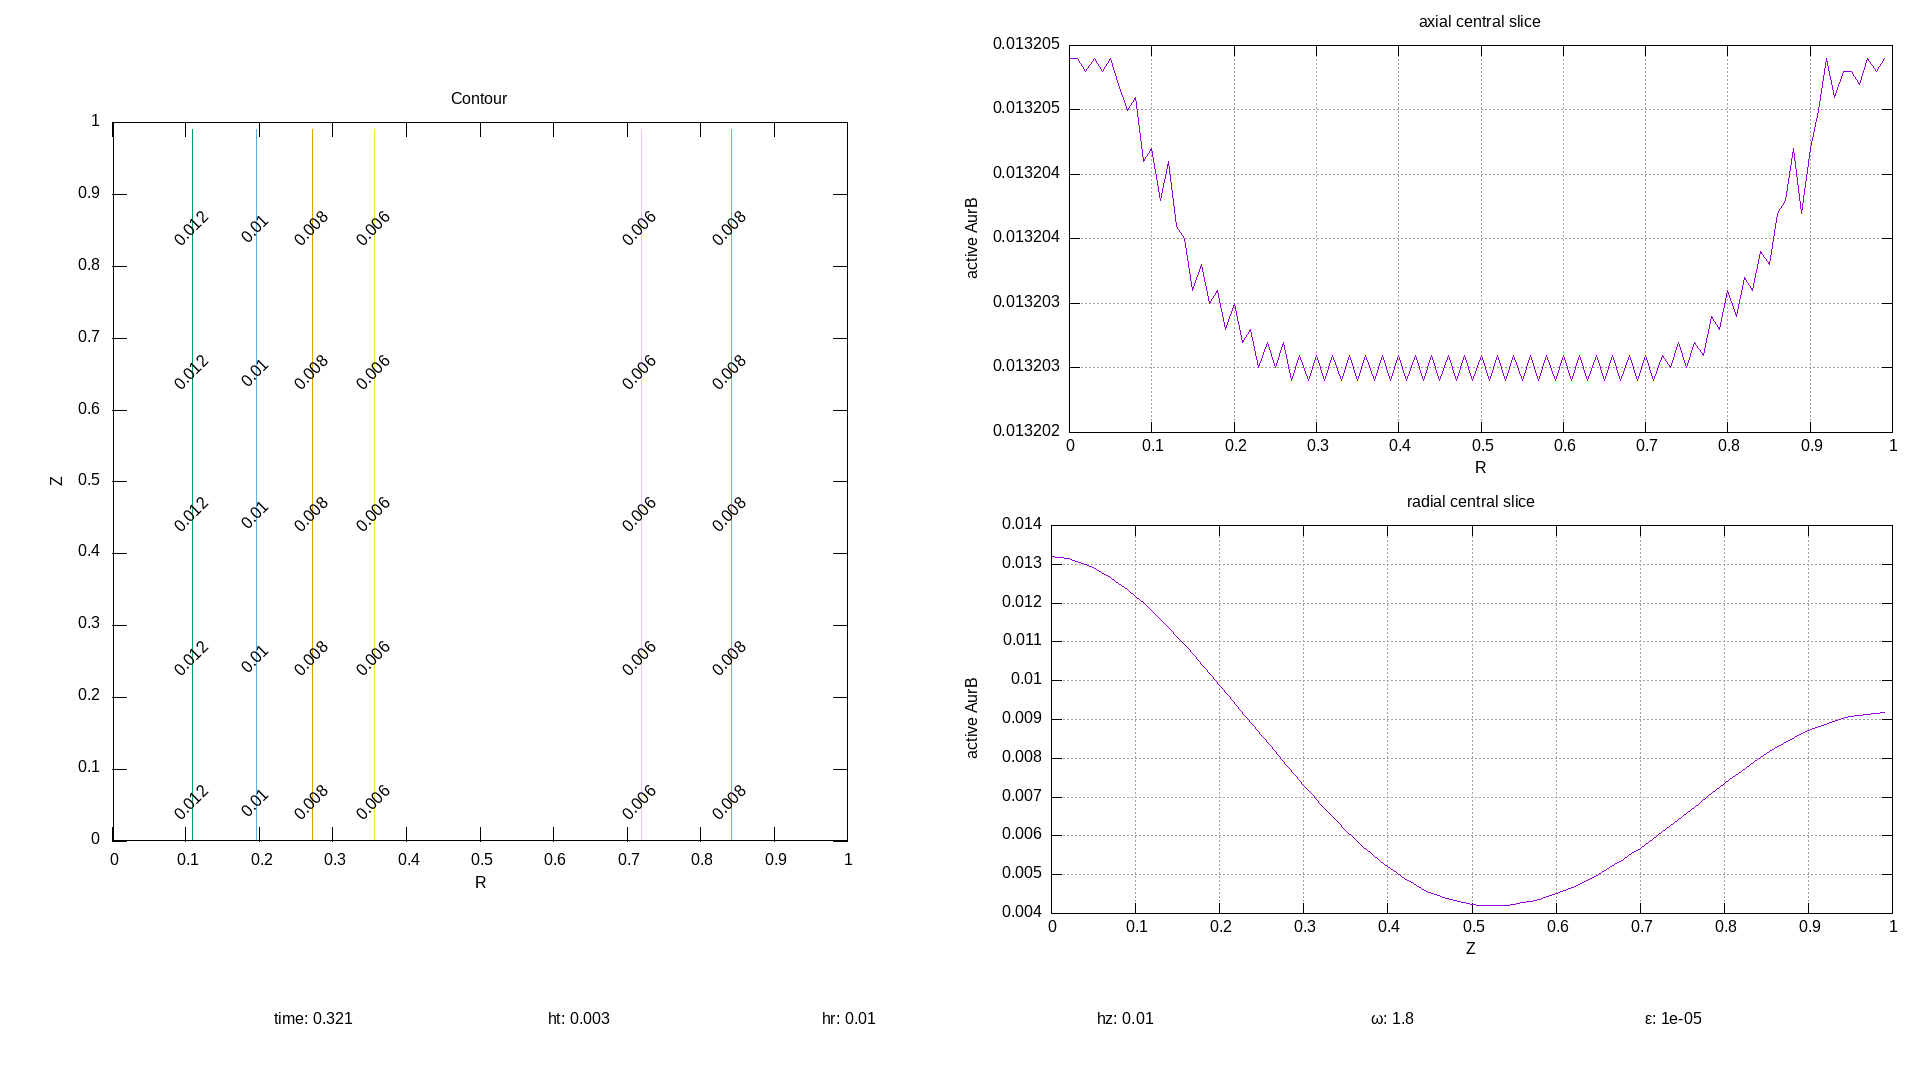 Contour
1
0.9
0.8
0.7
0.6
0.5
0.4
0.3
0.2
0.1
0
Z
0.012 0.01 0.008 0.006 0.006 0.008
0.012 0.01 0.008 0.006 0.006 0.008
0.012 0.01 0.008 0.006 0.006 0.008
0.012 0.01 0.008 0.006 0.006 0.008
0.012 0.01 0.008 0.006 0.006 0.008
0 0.1 0.2 0.3 0.4 0.5 0.6 0.7 0.8 0.9 1
R
axial central slice
0.013205
0.013205
0.013204
0.013204
0.013203
0.013203
0.013202
active AurB
0 0.1 0.2 0.3 0.4 0.5 0.6 0.7 0.8 0.9 1
R
radial central slice
0.014
0.013
0.012
0.011
0.01
0.009
0.008
0.007
0.006
0.005
0.004
active AurB
0 0.1 0.2 0.3 0.4 0.5 0.6 0.7 0.8 0.9 1
Z
time: 0.321 ht: 0.003 hr: 0.01 hz: 0.01 ω: 1.8 ε: 1e-05